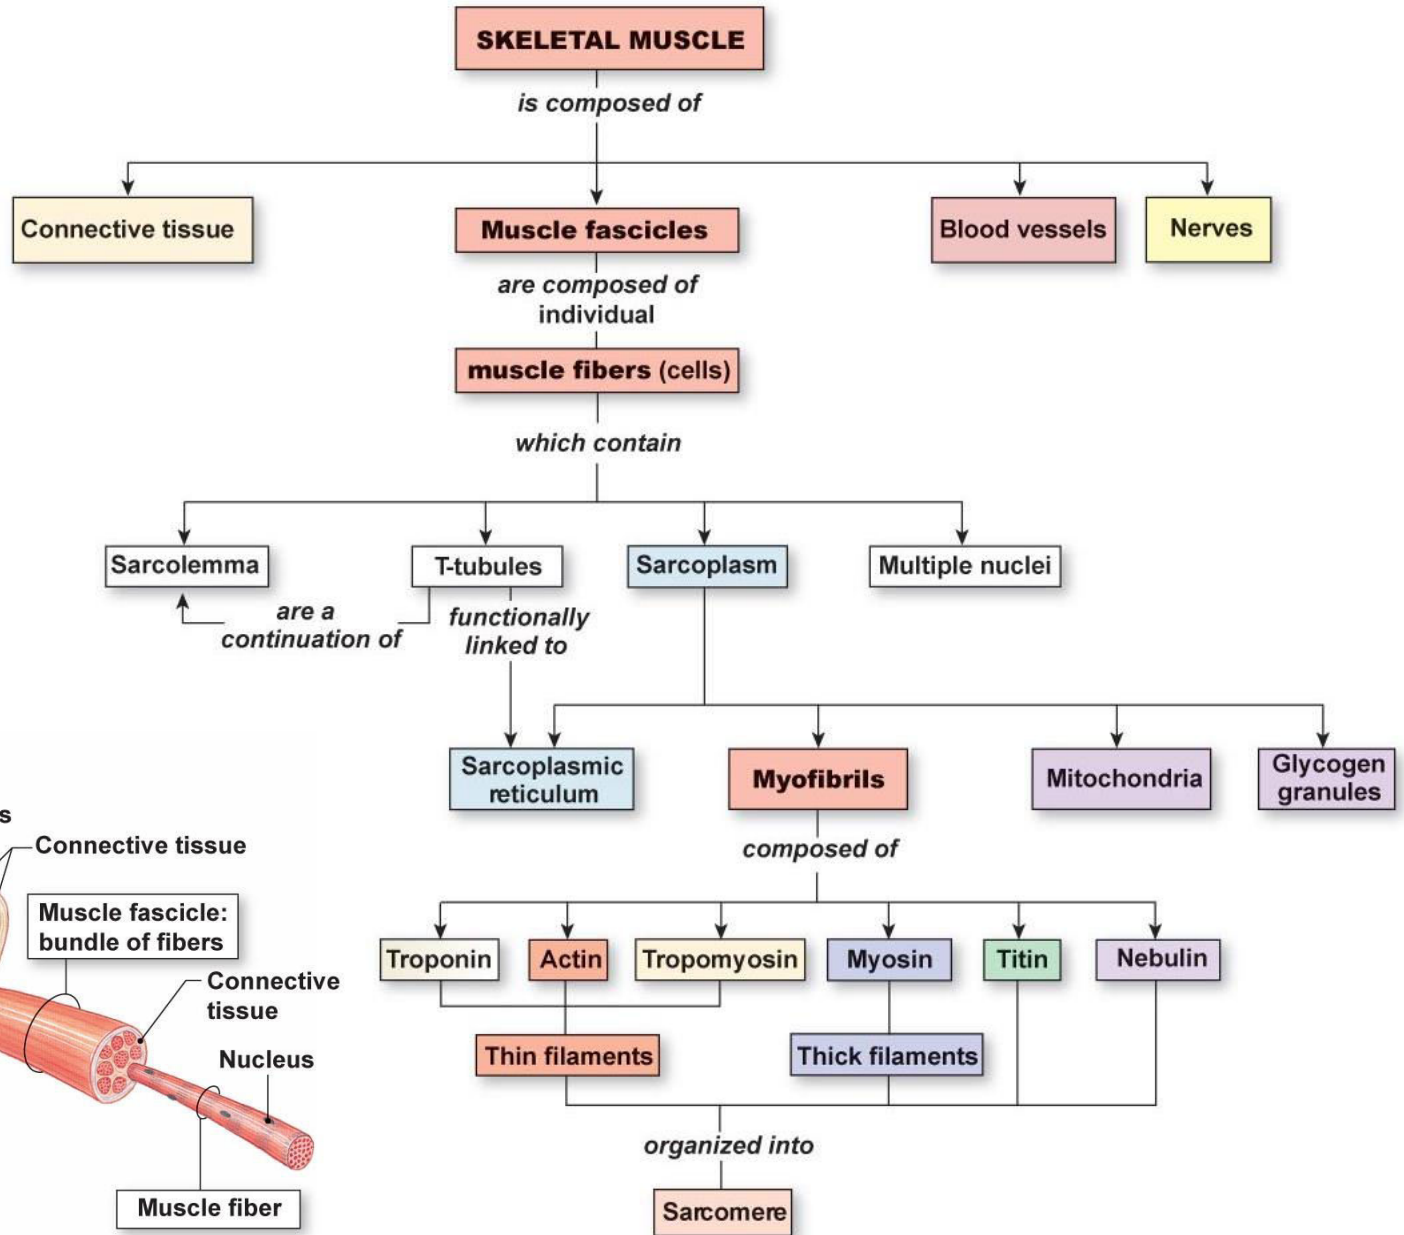 SKELETAL MUSCLE
is composed of
Connective tissue
Muscle fascicles
Blood vessels
Nerves
are composed of
individual
muscle fibers (cells)
which contain
Sarcolemma
T-tubules
Sarcoplasm
Multiple nuclei
are a
continuation of
functionally
linked to
Sarcoplasmic
reticulum
Myofibrils
Mitochondria
Glycogen
granules
composed of
Troponin
Actin
Tropomyosin
Myosin
Titin
Nebulin
Thin filaments
Thick filaments
organized into
Sarcomere
s
Connective tissue
Muscle fascicle:
bundle of fibers
Connective
tissue
Nucleus
Muscle fiber